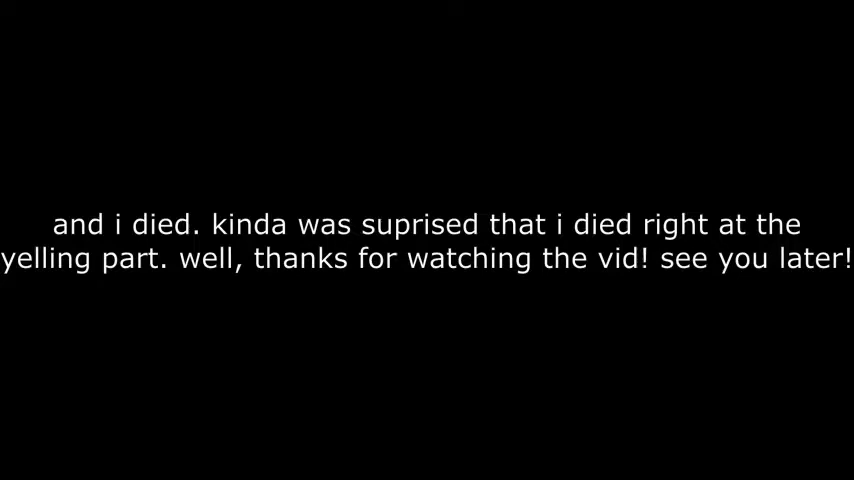 and i died. kinda was suprised that i died right at the
yelling part. well, thanks for watching the vid! see you later!